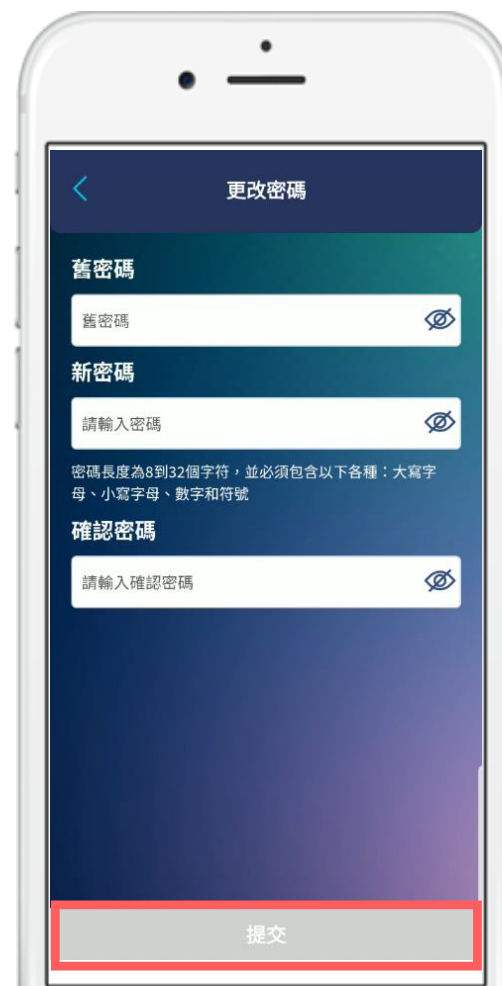 更改密碼
舊密碼
舊密碼
新密碼
請輸入密碼
密碼長度為8到32個字符，並必須包含以下各種：大寫字
母、小寫字母、數字和符號
確認密碼
請輸入確認密碼
提交